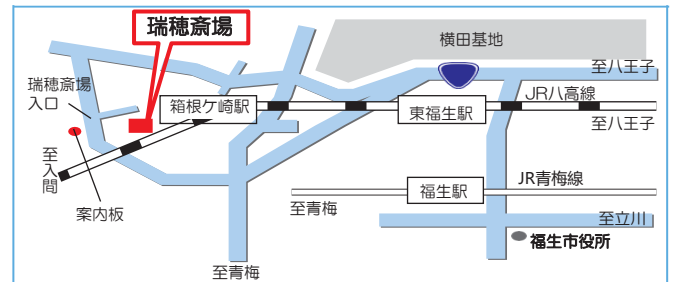 瑞穂斎場
横田基地
至八王子
瑞穂斎場
入口
箱根ケ崎駅
東福生駅
JR八高線
至八王子
至入間
案内板
福生駅
JR青梅線
至青梅
至立川
福生市役所
至青梅